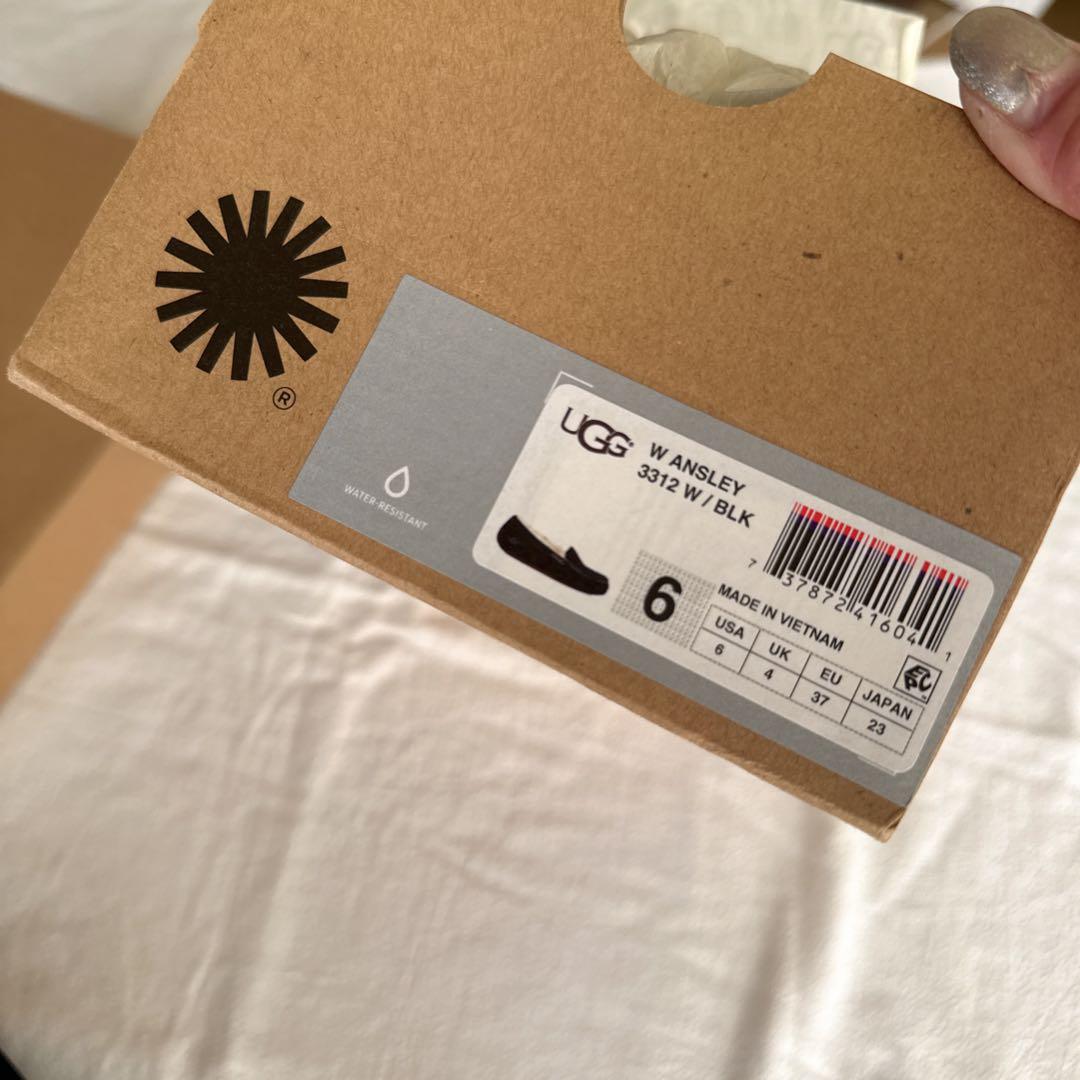 ®
WATER-RESISTANT
UGG®
W ANSLEY
3312 W / BLK
7 37872 41604 1
6
MADE IN VIETNAM
USA UK EU JAPAN
6 4 37 23